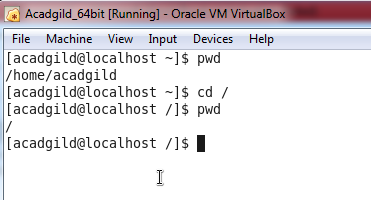 Acadgild_64bit [Running] - Oracle VM VirtualBox
File Machine View Input Devices Help
[acadgild@localhost ~]$ pwd
/home/acadgild
[acadgild@localhost ~]$ cd /
[acadgild@localhost /]$ pwd
/
[acadgild@localhost /]$